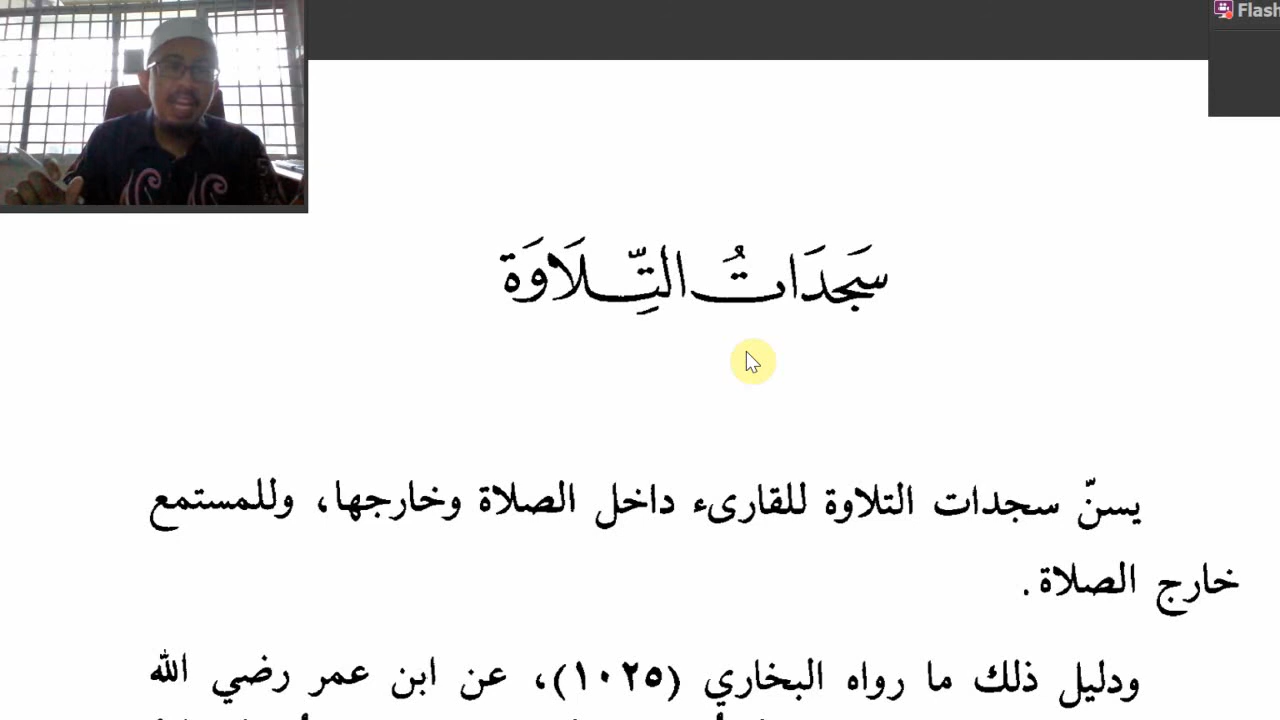 Flash
سَجَدَاتُ التِّلَاوَة
يسنّ سجدات التلاوة للقارىء داخل الصلاة وخارجها، وللمستمع
خارج الصلاة.
ودليل ذلك ما رواه البخاري (١٠٢٥)، عن ابن عمر رضي الله